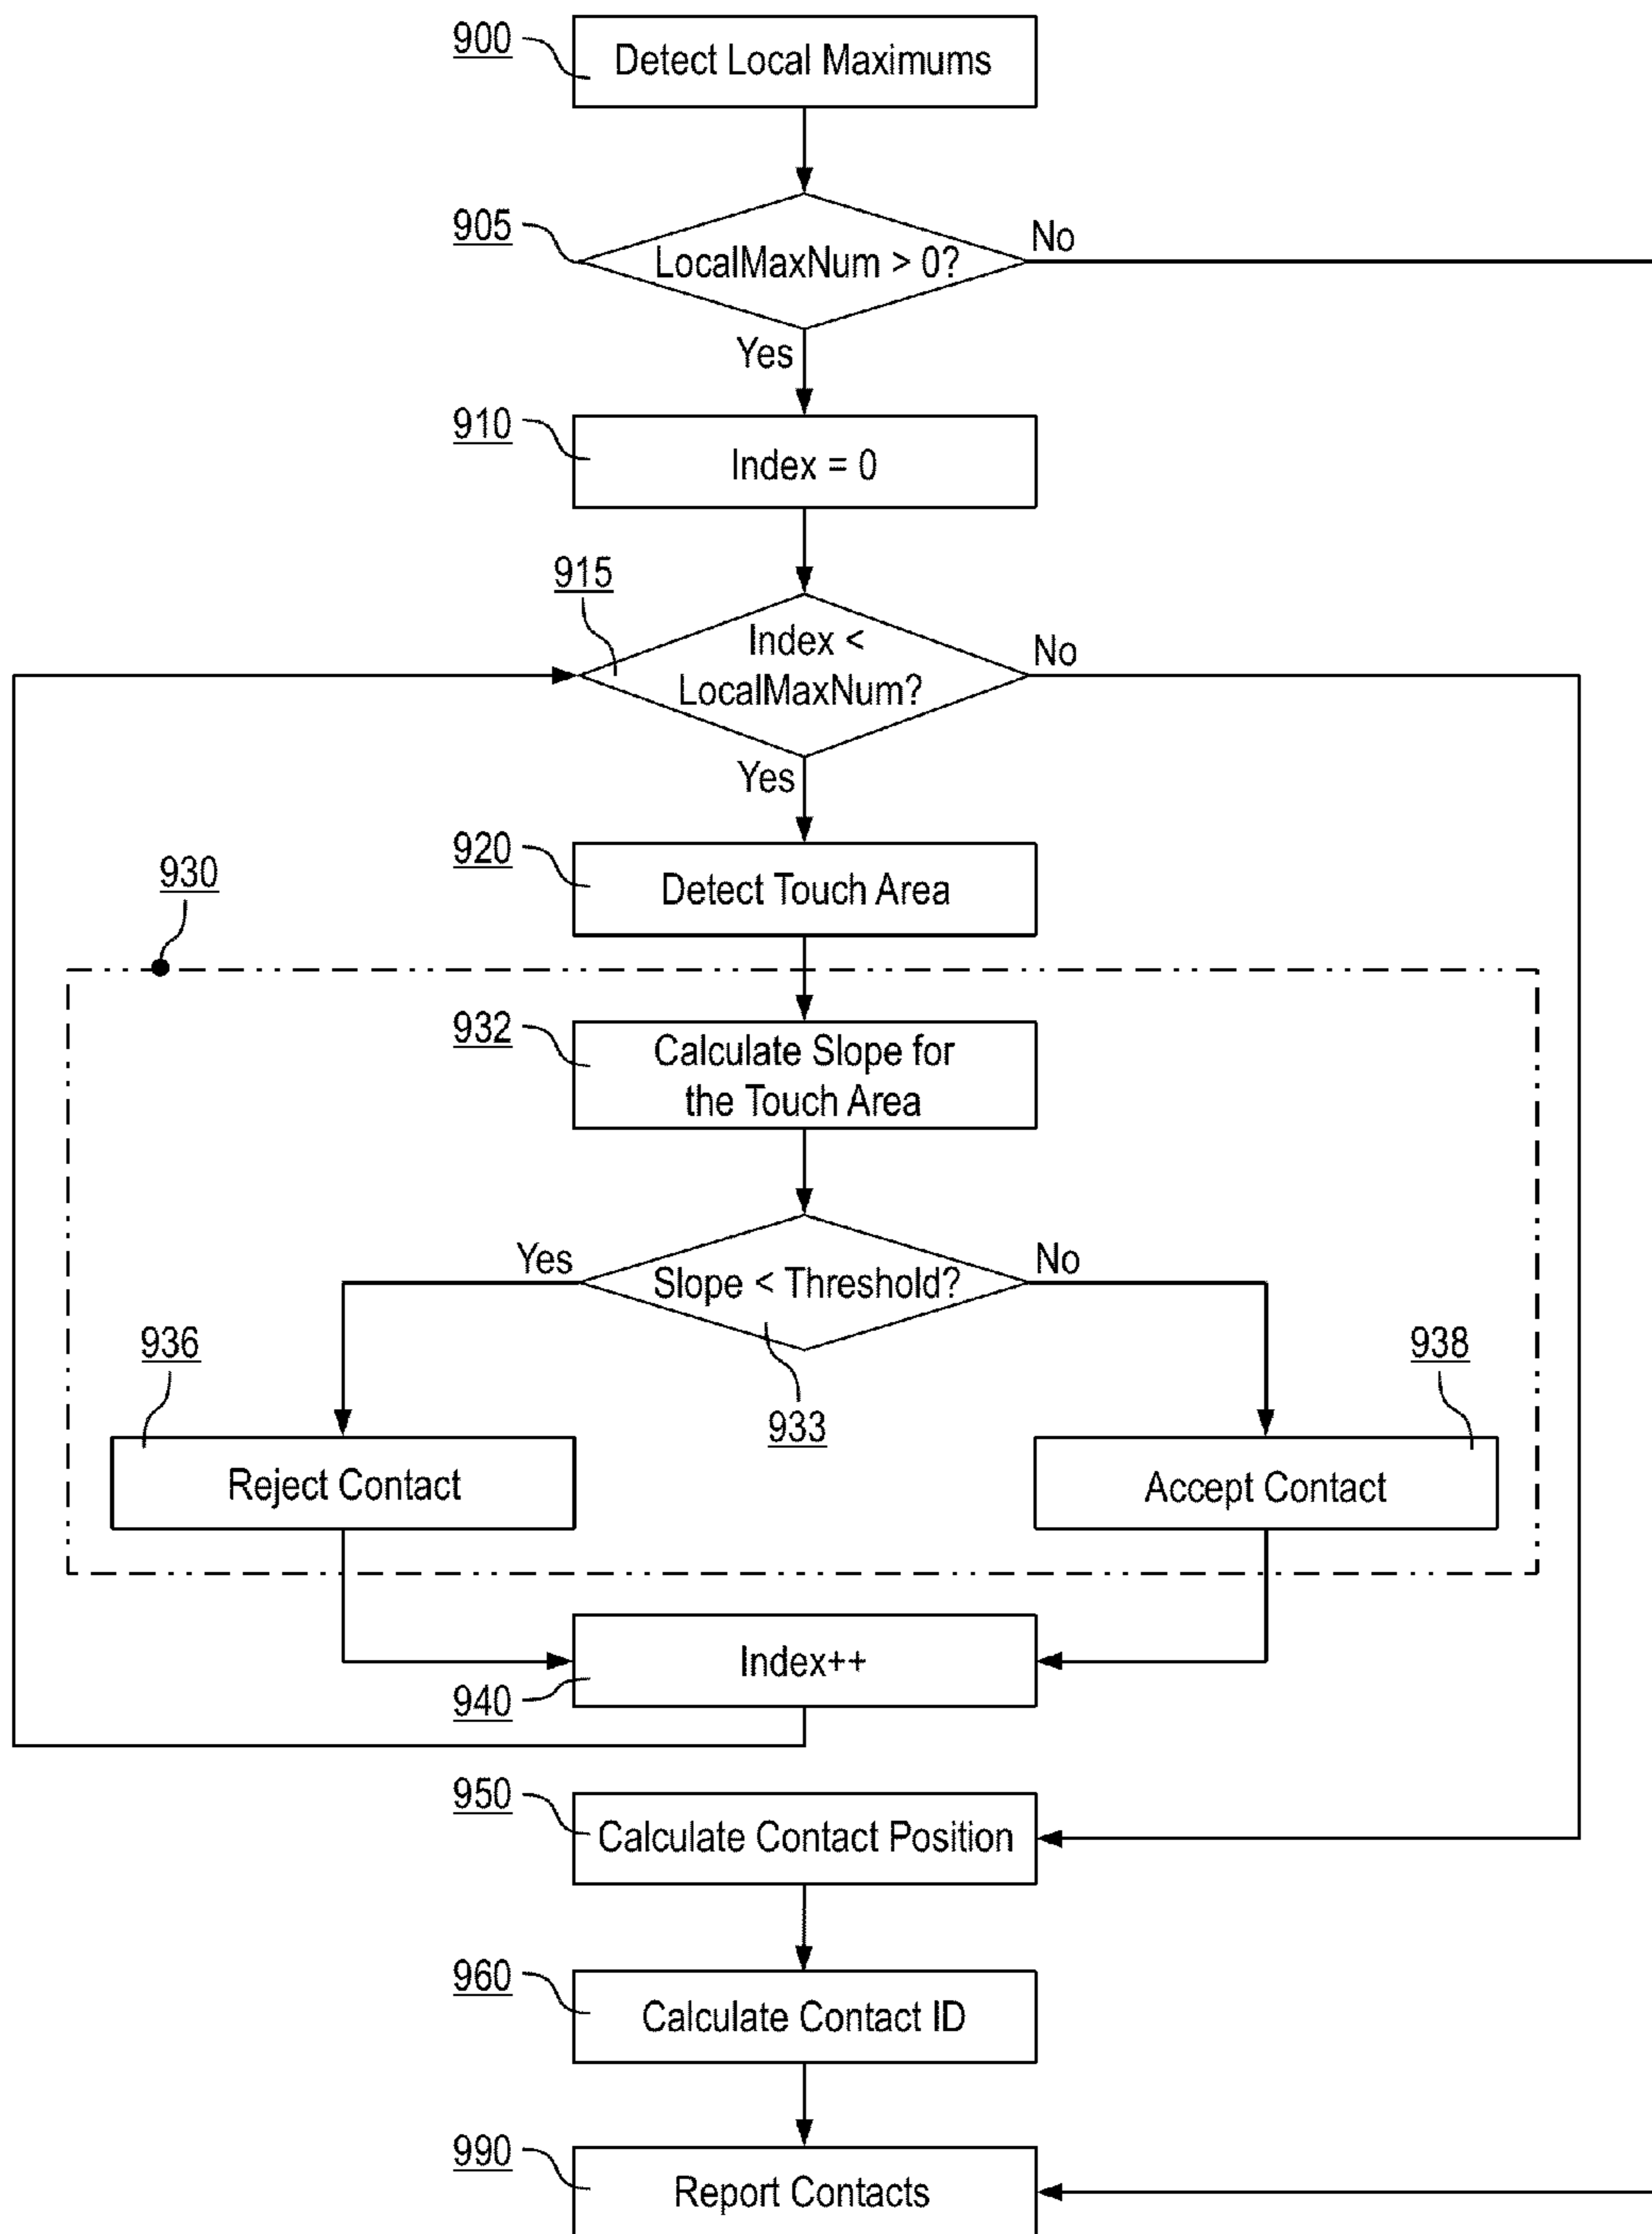 900
Detect Local Maximums
905
LocalMaxNum > 0?
No
Yes
910
Index = 0
915
Index <
LocalMaxNum?
No
Yes
920
Detect Touch Area
930
932
Calculate Slope for
the Touch Area
Yes
Slope < Threshold?
No
936
933
938
Reject Contact
Accept Contact
Index++
940
950
Calculate Contact Position
960
Calculate Contact ID
990
Report Contacts